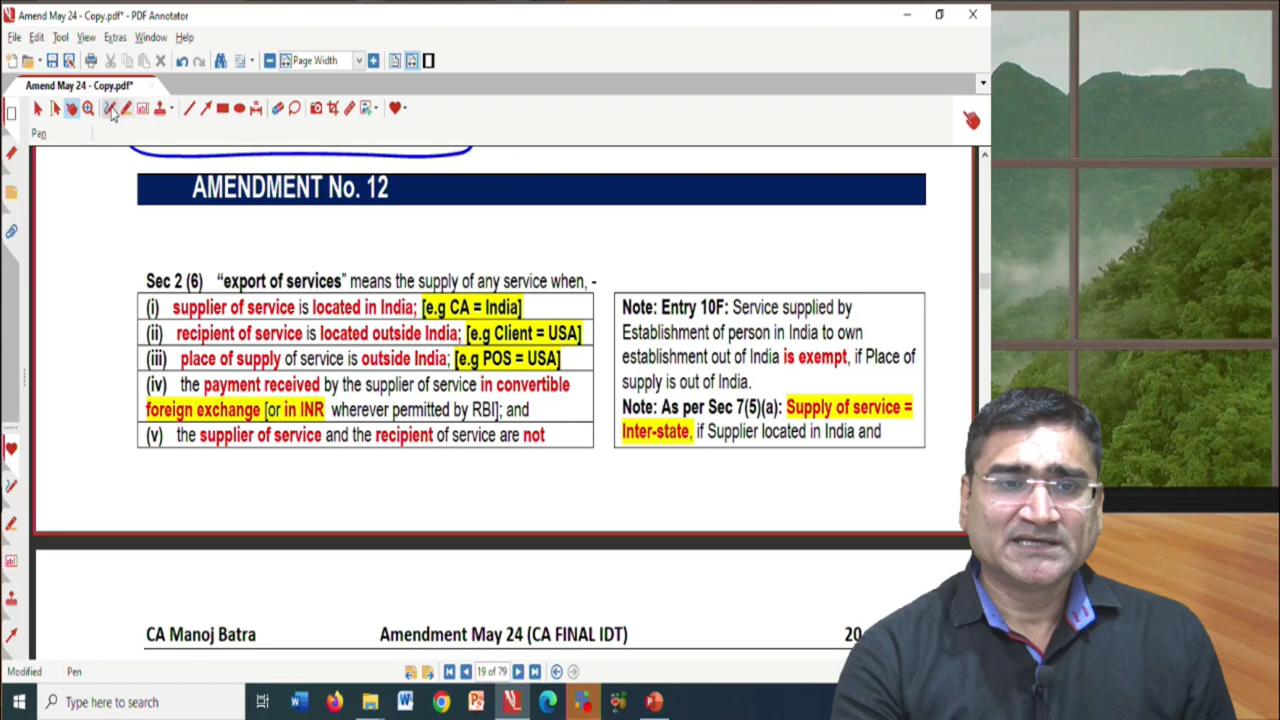 Amend May 24 - Copy.pdf* - PDF Annotator
File Edit Tool View Extras Window Help
Page Width
Amend May 24 - Copy.pdf*
Pan
AMENDMENT No. 12
Sec 2 (6) “export of services” means the supply of any service when, -
(i) supplier of service is located in India; [e.g CA = India]
(ii) recipient of service is located outside India; [e.g Client = USA]
(iii) place of supply of service is outside India; [e.g POS = USA]
(iv) the payment received by the supplier of service in convertible
foreign exchange [or in INR wherever permitted by RBI]; and
(v) the supplier of service and the recipient of service are not
Note: Entry 10F: Service supplied by
Establishment of person in India to own
establishment out of India is exempt, if Place of
supply is out of India.
Note: As per Sec 7(5)(a): Supply of service =
Inter-state, if Supplier located in India and
CA Manoj Batra Amendment May 24 (CA FINAL IDT) 20
19 of 79
Modified Pen
Type here to search